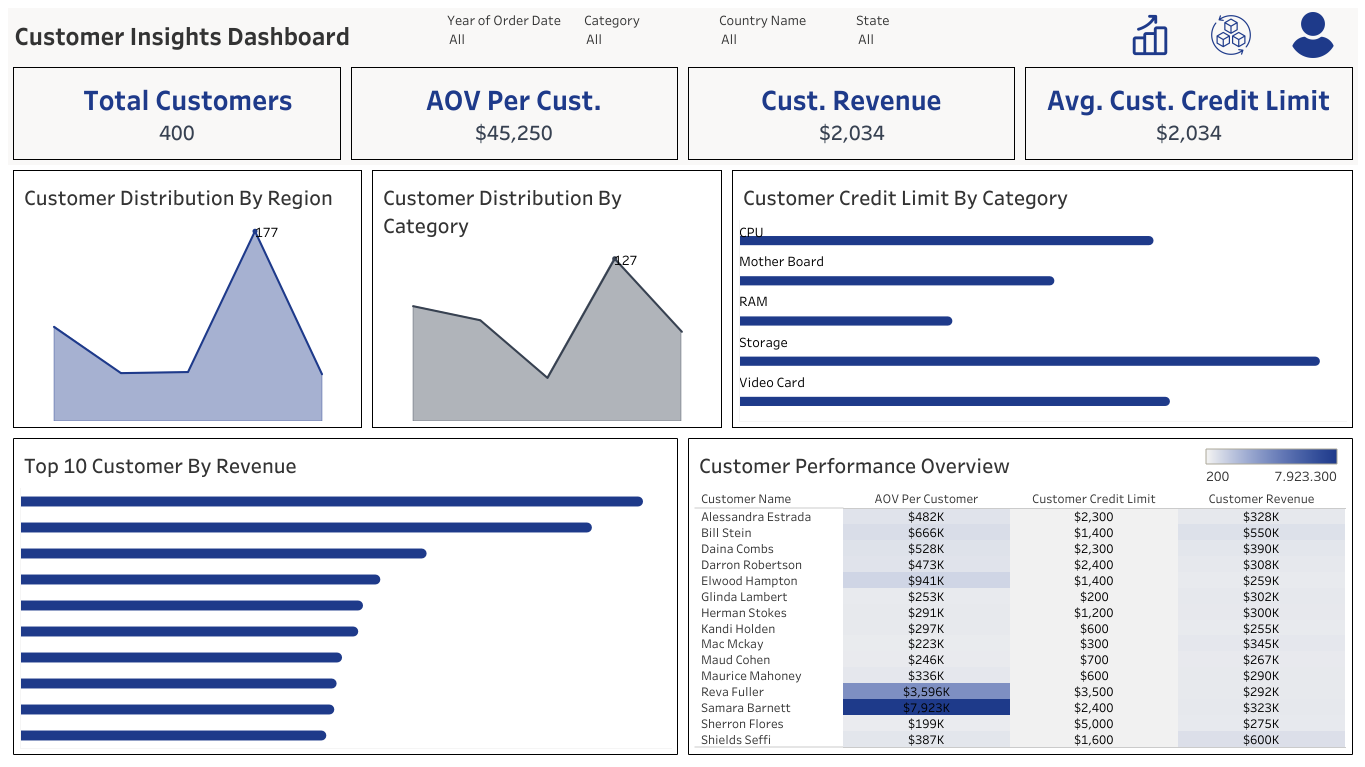 Customer Insights Dashboard
Year of Order Date Category Country Name State
All All All All
Total Customers
400
AOV Per Cust.
$45,250
Cust. Revenue
$2,034
Avg. Cust. Credit Limit
$2,034
Customer Distribution By Region
177
Customer Distribution By
Category
127
Customer Credit Limit By Category
CPU
Mother Board
RAM
Storage
Video Card
Top 10 Customer By Revenue
Customer Performance Overview
200 7.923.300
Customer Name AOV Per Customer Customer Credit Limit Customer Revenue
Alessandra Estrada $482K $2,300 $328K
Bill Stein $666K $1,400 $550K
Daina Combs $528K $2,300 $390K
Darron Robertson $473K $2,400 $308K
Elwood Hampton $941K $1,400 $259K
Glinda Lambert $253K $200 $302K
Herman Stokes $291K $1,200 $300K
Kandi Holden $297K $600 $255K
Mac Mckay $223K $300 $345K
Maud Cohen $246K $700 $267K
Maurice Mahoney $336K $600 $290K
Reva Fuller $3,596K $3,500 $292K
Samara Barnett $7,923K $2,400 $323K
Sherron Flores $199K $5,000 $275K
Shields Seffi $387K $1,600 $600K